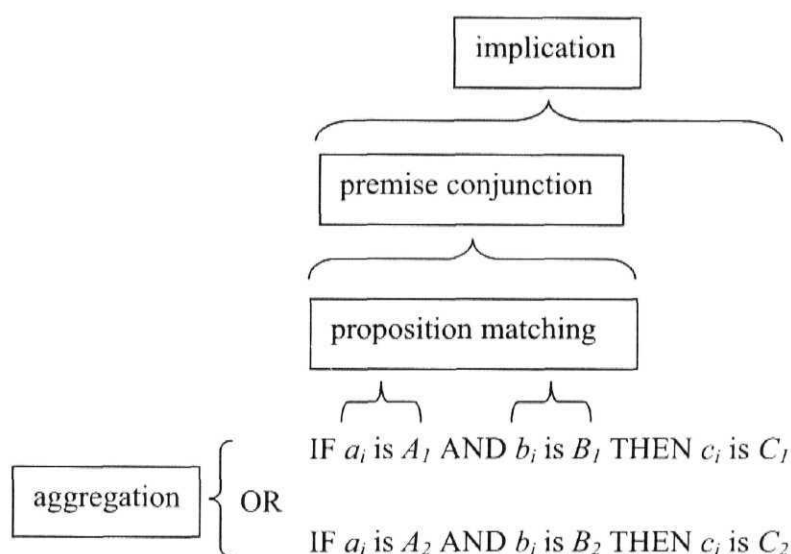 implication
premise conjunction
proposition matching
IF aᵢ is A₁ AND bᵢ is B₁ THEN cᵢ is C₁
aggregation
OR
IF aᵢ is A₂ AND bᵢ is B₂ THEN cᵢ is C₂